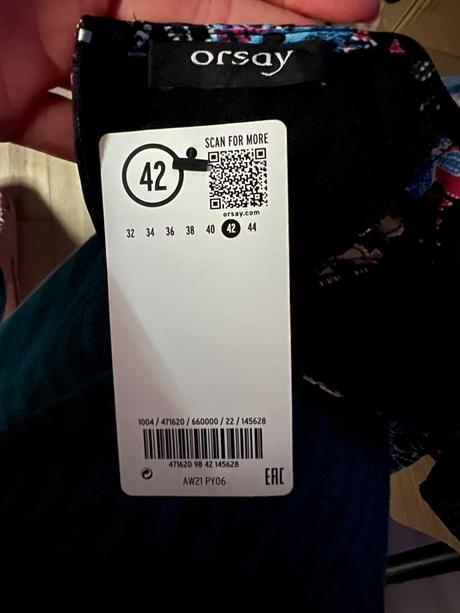 orsay
SCAN FOR MORE
42
orsay.com
32 34 36 38 40 42 44
1004 / 471620 / 660000 / 22 / 145628
471620 98 42 145628
AW21 PY06
EAC